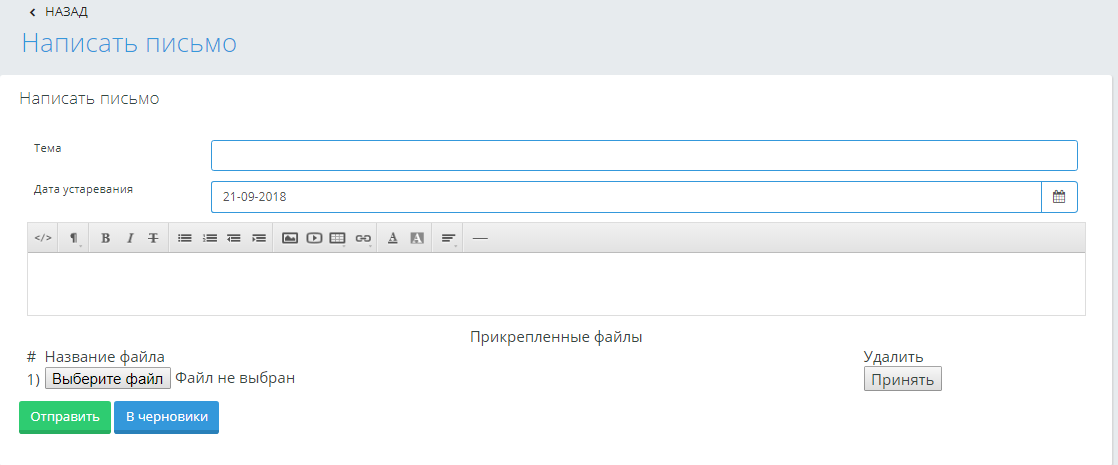 НАЗАД
Написать письмо
Написать письмо
Тема
Дата устаревания 21-09-2018
</> ¶ B I T A A
Прикрепленные файлы
# Название файла Удалить
1) Выберите файл Файл не выбран Принять
Отправить В черновики